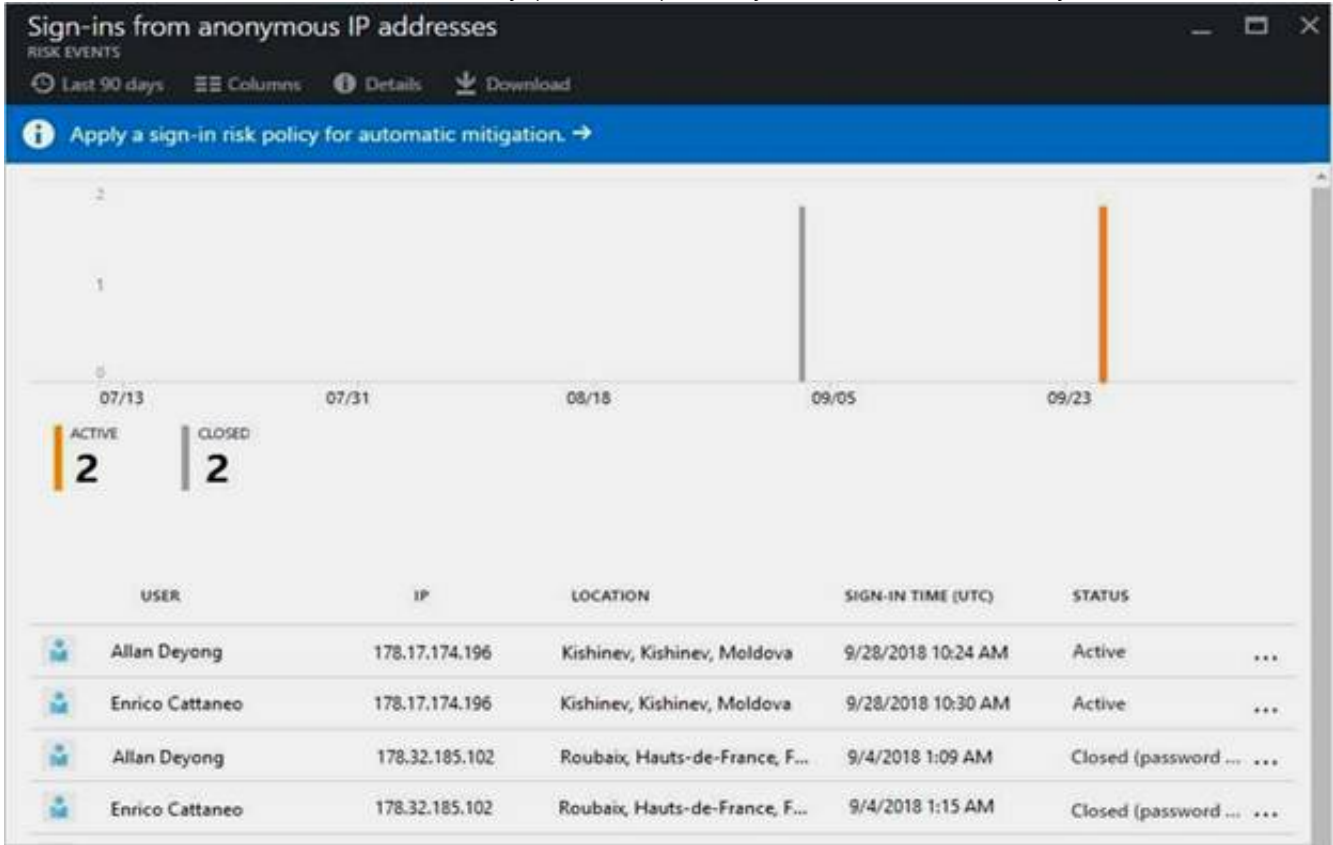 Sign-ins from anonymous IP addresses
RISK EVENTS
Last 90 days Columns Details Download
Apply a sign-in risk policy for automatic mitigation. →
2
1
0
07/13 07/31 08/18 09/05 09/23
ACTIVE CLOSED
2 2
USER IP LOCATION SIGN-IN TIME (UTC) STATUS
Allan Deyong 178.17.174.196 Kishinev, Kishinev, Moldova 9/28/2018 10:24 AM Active ...
Enrico Cattaneo 178.17.174.196 Kishinev, Kishinev, Moldova 9/28/2018 10:30 AM Active ...
Allan Deyong 178.32.185.102 Roubaix, Hauts-de-France, F... 9/4/2018 1:09 AM Closed (password ... ...
Enrico Cattaneo 178.32.185.102 Roubaix, Hauts-de-France, F... 9/4/2018 1:15 AM Closed (password ... ...